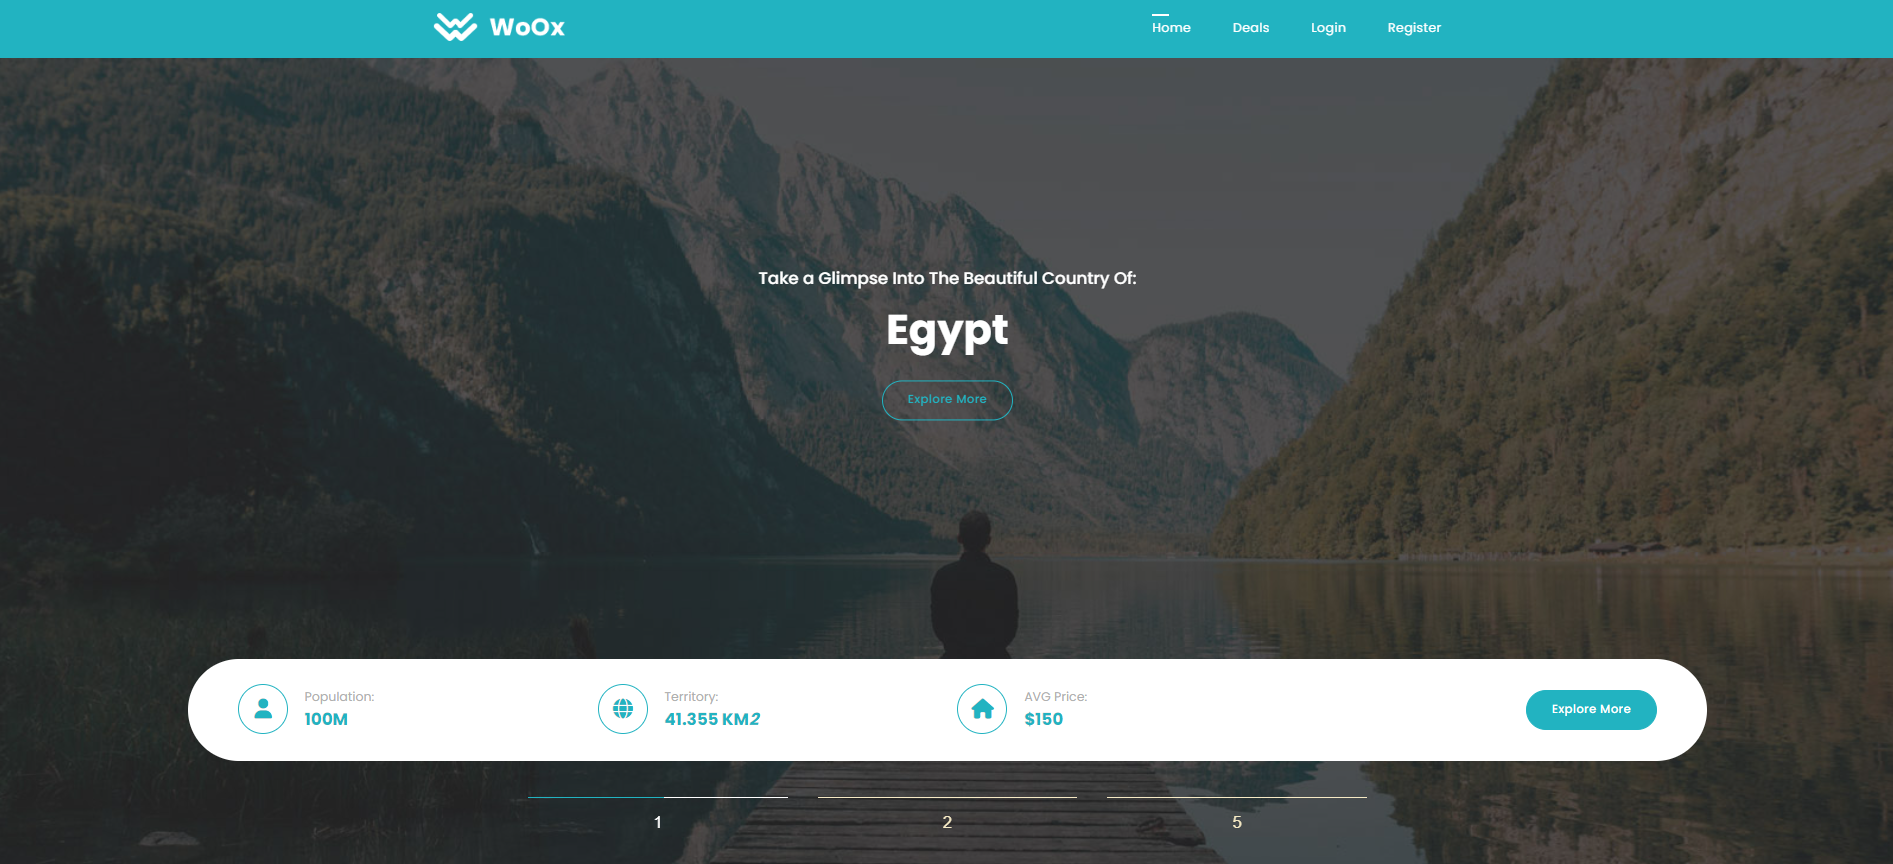 WoOx
Home Deals Login Register
Take a Glimpse Into The Beautiful Country Of:
Egypt
Explore More
Population:
100M
Territory:
41.355 KM2
AVG Price:
$150
Explore More
1 2 5